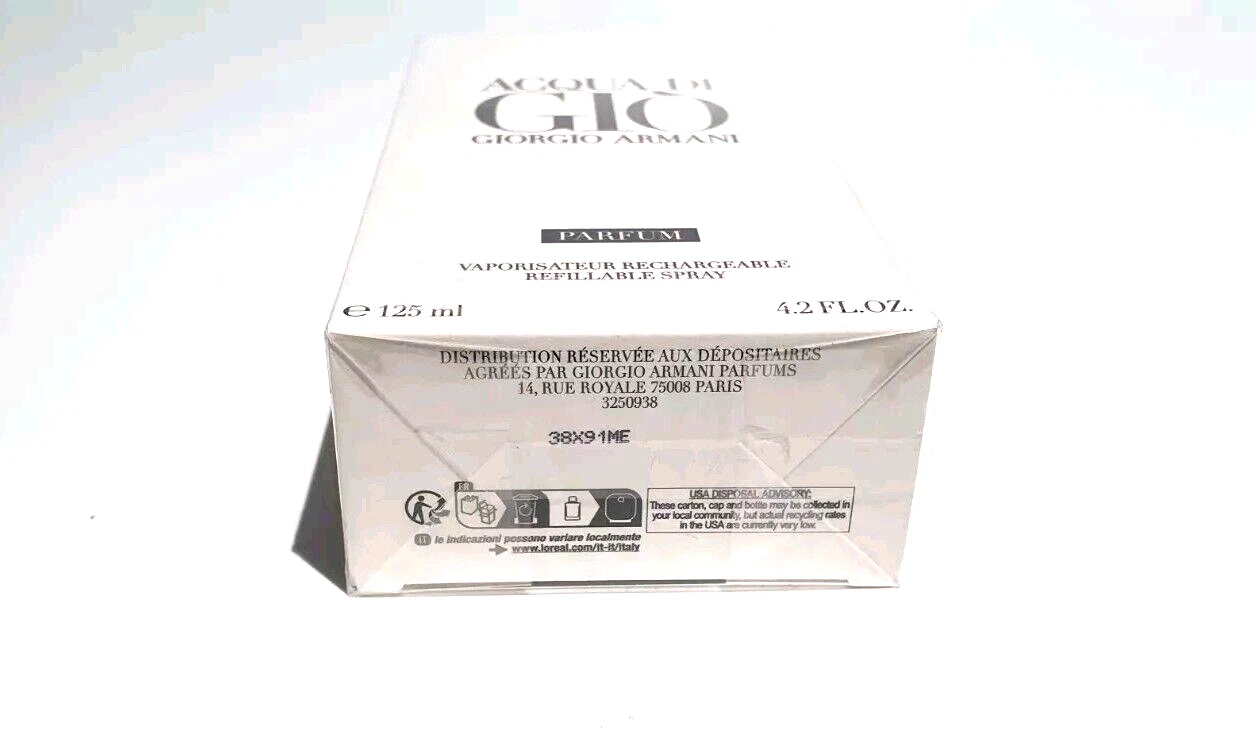 ACQUA DI
GIÒ
GIORGIO ARMANI
PARFUM
VAPORISATEUR RECHARGEABLE
REFILLABLE SPRAY
℮ 125 ml 4.2 FL.OZ.
DISTRIBUTION RÉSERVÉE AUX DÉPOSITAIRES
AGRÉÉS PAR GIORGIO ARMANI PARFUMS
14, RUE ROYALE 75008 PARIS
3250938
38X91ME
FR
USA DISPOSAL ADVISORY:
These carton, cap and bottle may be collected in
your local community, but actual recycling rates
in the USA are currently very low.
le indicazioni possono variare localmente
www.loreal.com/it-it/italy